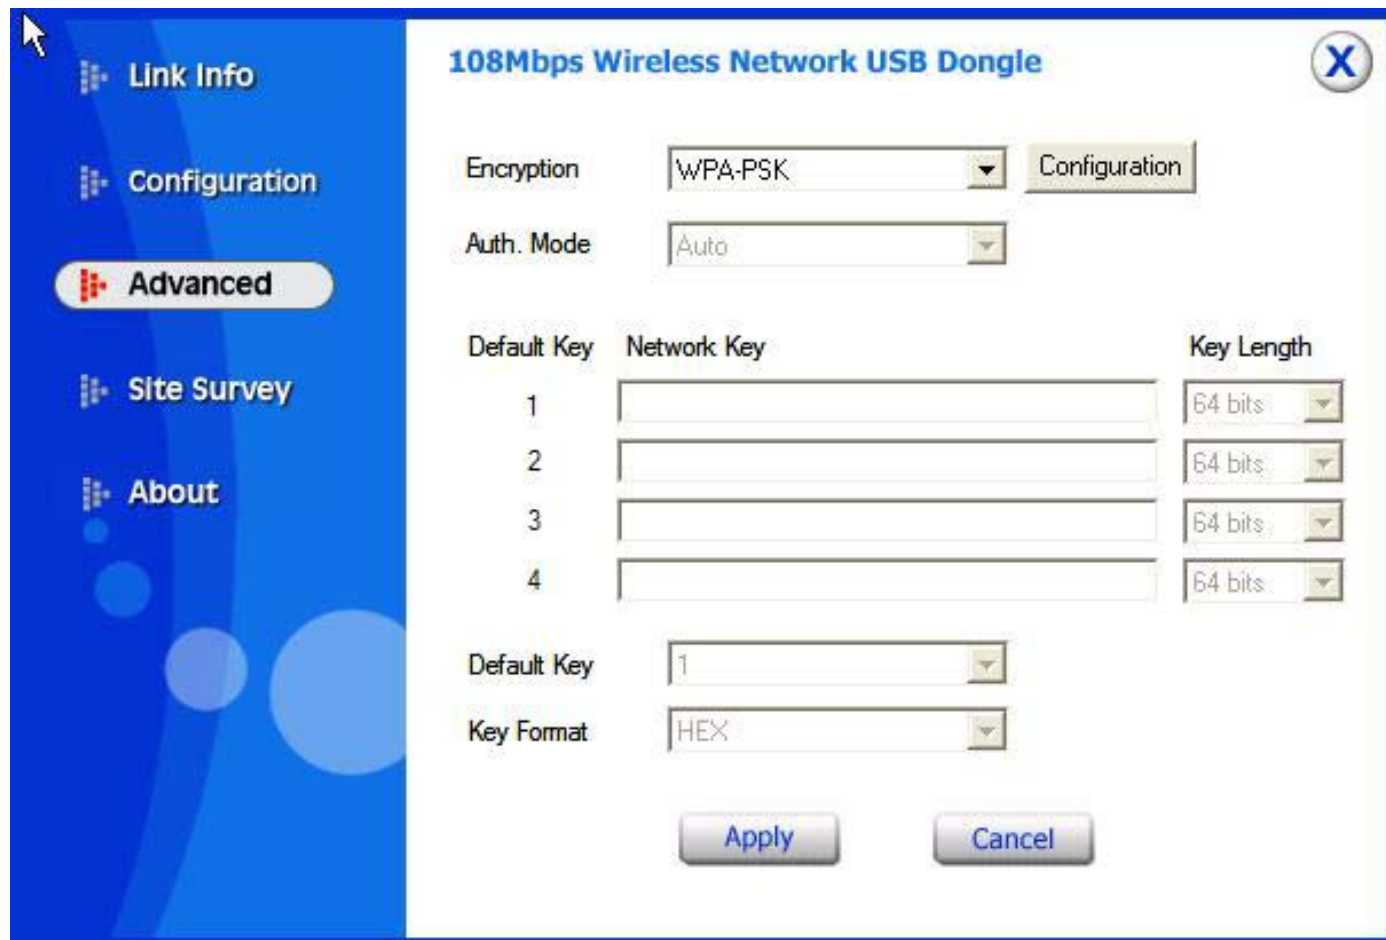 Link Info
Configuration
Advanced
Site Survey
About
108Mbps Wireless Network USB Dongle
X
Encryption WPA-PSK Configuration
Auth. Mode Auto
Default Key Network Key Key Length
1 64 bits
2 64 bits
3 64 bits
4 64 bits
Default Key 1
Key Format HEX
Apply Cancel